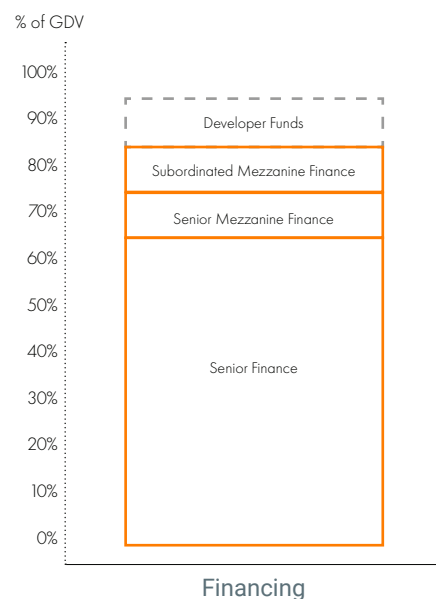 % of GDV
100%
90%
Developer Funds
80%
Subordinated Mezzanine Finance
70%
Senior Mezzanine Finance
60%
50%
40%
Senior Finance
30%
20%
10%
0%
Financing